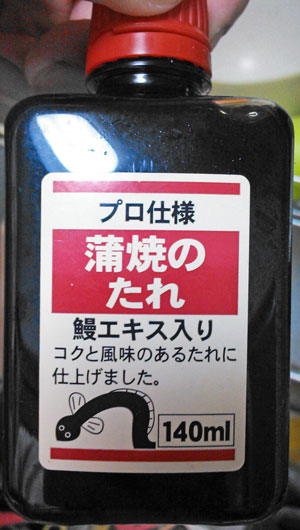 プロ仕様
蒲焼の
たれ
鰻エキス入り
コクと風味のあるたれに
仕上げました。
140ml